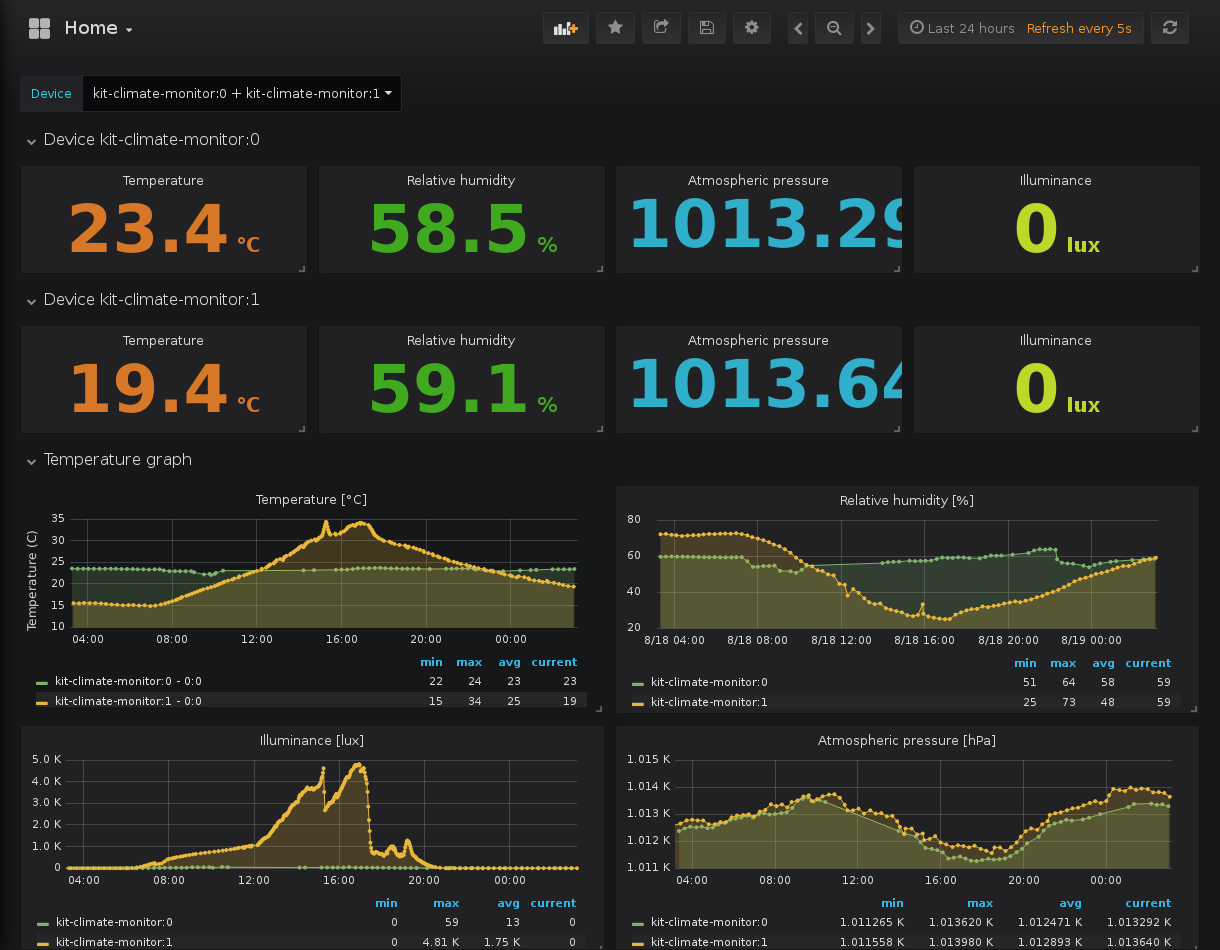 Home
Last 24 hours Refresh every 5s
Device kit-climate-monitor:0 + kit-climate-monitor:1
Device kit-climate-monitor:0
Temperature Relative humidity Atmospheric pressure Illuminance
23.4 °C 58.5 % 1013.29 0 lux
Device kit-climate-monitor:1
Temperature Relative humidity Atmospheric pressure Illuminance
19.4 °C 59.1 % 1013.64 0 lux
Temperature graph
Temperature [°C]
Temperature (C)
35
30
25
20
15
10
04:00 08:00 12:00 16:00 20:00 00:00
min max avg current
kit-climate-monitor:0 - 0:0 22 24 23 23
kit-climate-monitor:1 - 0:0 15 34 25 19
Relative humidity [%]
80
60
40
20
8/18 04:00 8/18 08:00 8/18 12:00 8/18 16:00 8/18 20:00 8/19 00:00
min max avg current
kit-climate-monitor:0 51 64 58 59
kit-climate-monitor:1 25 73 48 59
Illuminance [lux]
5.0 K
4.0 K
3.0 K
2.0 K
1.0 K
0
04:00 08:00 12:00 16:00 20:00 00:00
min max avg current
kit-climate-monitor:0 0 59 13 0
kit-climate-monitor:1 0 4.81 K 1.75 K 0
Atmospheric pressure [hPa]
1.015 K
1.014 K
1.013 K
1.012 K
1.011 K
04:00 08:00 12:00 16:00 20:00 00:00
min max avg current
kit-climate-monitor:0 1.011265 K 1.013620 K 1.012471 K 1.013292 K
kit-climate-monitor:1 1.011558 K 1.013980 K 1.012893 K 1.013640 K